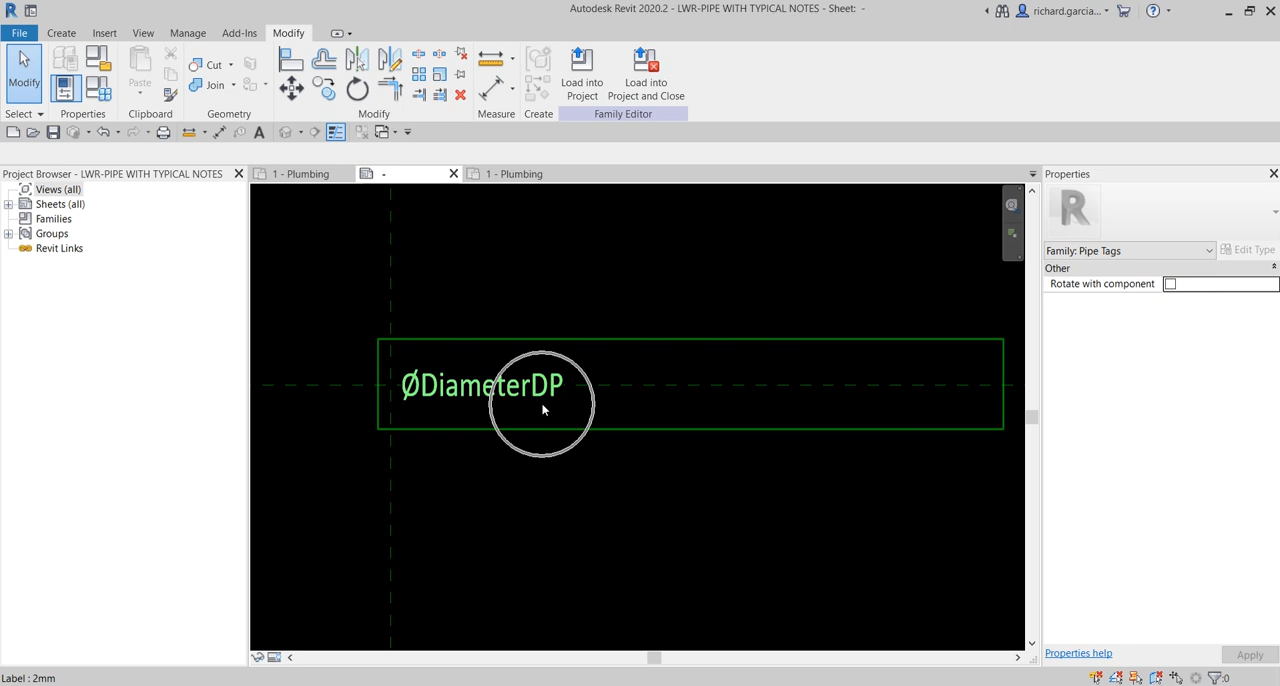 Autodesk Revit 2020.2 - LWR-PIPE WITH TYPICAL NOTES - Sheet: -
richard.garcia...
File Create Insert View Manage Add-Ins Modify
Modify
Paste
Cut
Join
Load into Project
Load into Project and Close
Select Properties Clipboard Geometry Modify Measure Create Family Editor
Project Browser - LWR-PIPE WITH TYPICAL NOTES
1 - Plumbing
-
1 - Plumbing
Properties
Views (all)
Sheets (all)
Families
Groups
Revit Links
ØDiameterDP
R
Family: Pipe Tags
Edit Type
Other
Rotate with component
Properties help
Apply
Label : 2mm
:0